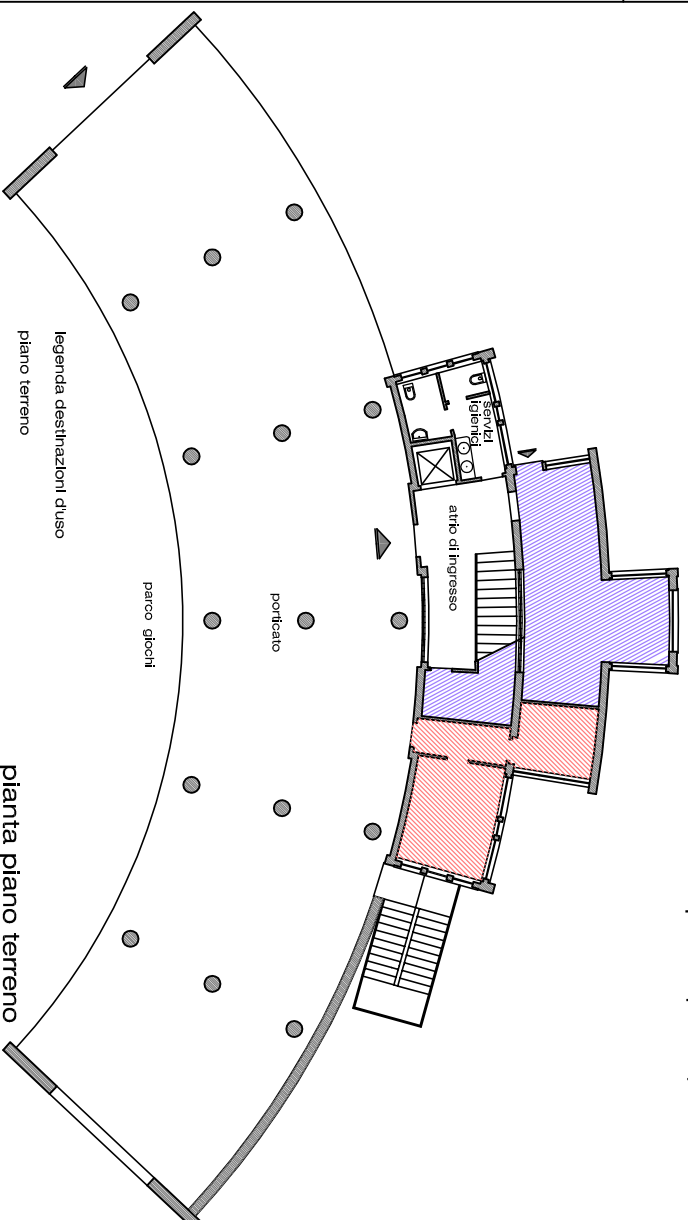 servizi
igienici
atrio di ingresso
porticato
parco giochi
legenda destinazioni d'uso
piano terreno
pianta piano terreno